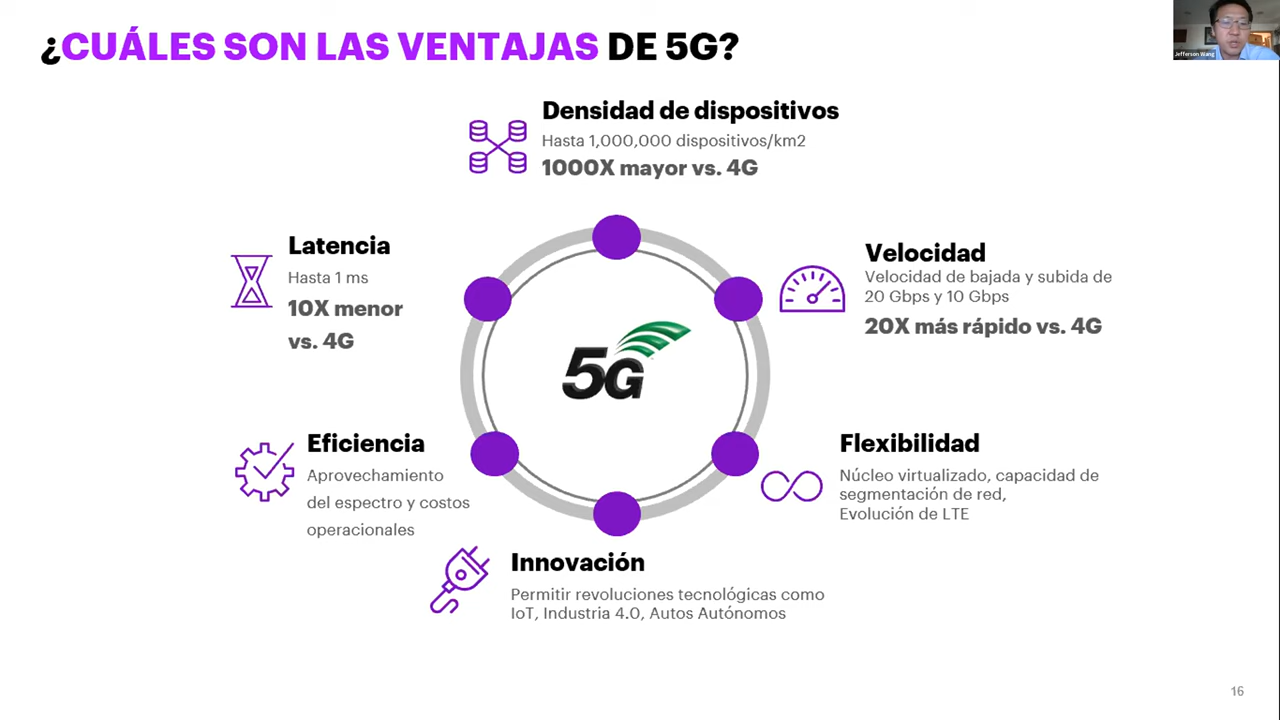 ¿CUÁLES SON LAS VENTAJAS DE 5G?
Jefferson Wang
Densidad de dispositivos
Hasta 1,000,000 dispositivos/km2
1000X mayor vs. 4G
Latencia
Hasta 1 ms
10X menor
vs. 4G
Velocidad
Velocidad de bajada y subida de
20 Gbps y 10 Gbps
20X más rápido vs. 4G
5G
Eficiencia
Aprovechamiento
del espectro y costos
operacionales
Flexibilidad
Núcleo virtualizado, capacidad de
segmentación de red,
Evolución de LTE
Innovación
Permitir revoluciones tecnológicas como
IoT, Industria 4.0, Autos Autónomos
16